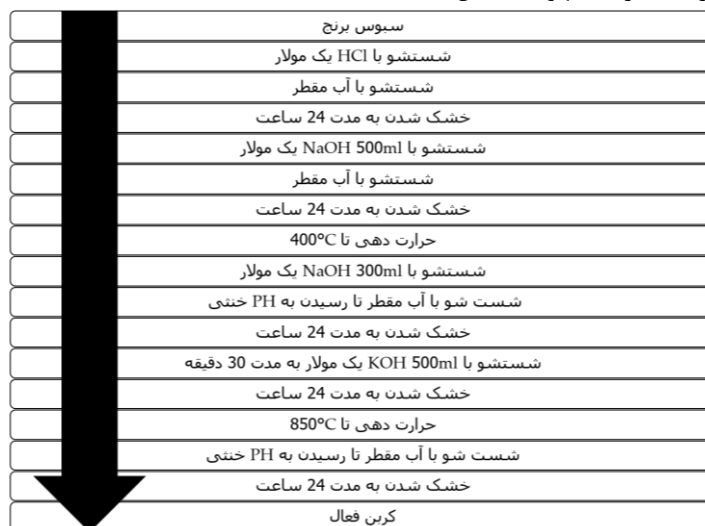 سبوس برنج
شستشو با HCl یک مولار
شستشو با آب مقطر
خشک شدن به مدت 24 ساعت
شستشو با NaOH 500ml یک مولار
شستشو با آب مقطر
خشک شدن به مدت 24 ساعت
حرارت دهی تا 400°C
شستشو با NaOH 300ml یک مولار
شست شو با آب مقطر تا رسیدن به PH خنثی
خشک شدن به مدت 24 ساعت
شستشو با KOH 500ml یک مولار به مدت 30 دقیقه
خشک شدن به مدت 24 ساعت
حرارت دهی تا 850°C
شست شو با آب مقطر تا رسیدن به PH خنثی
خشک شدن به مدت 24 ساعت
کربن فعال